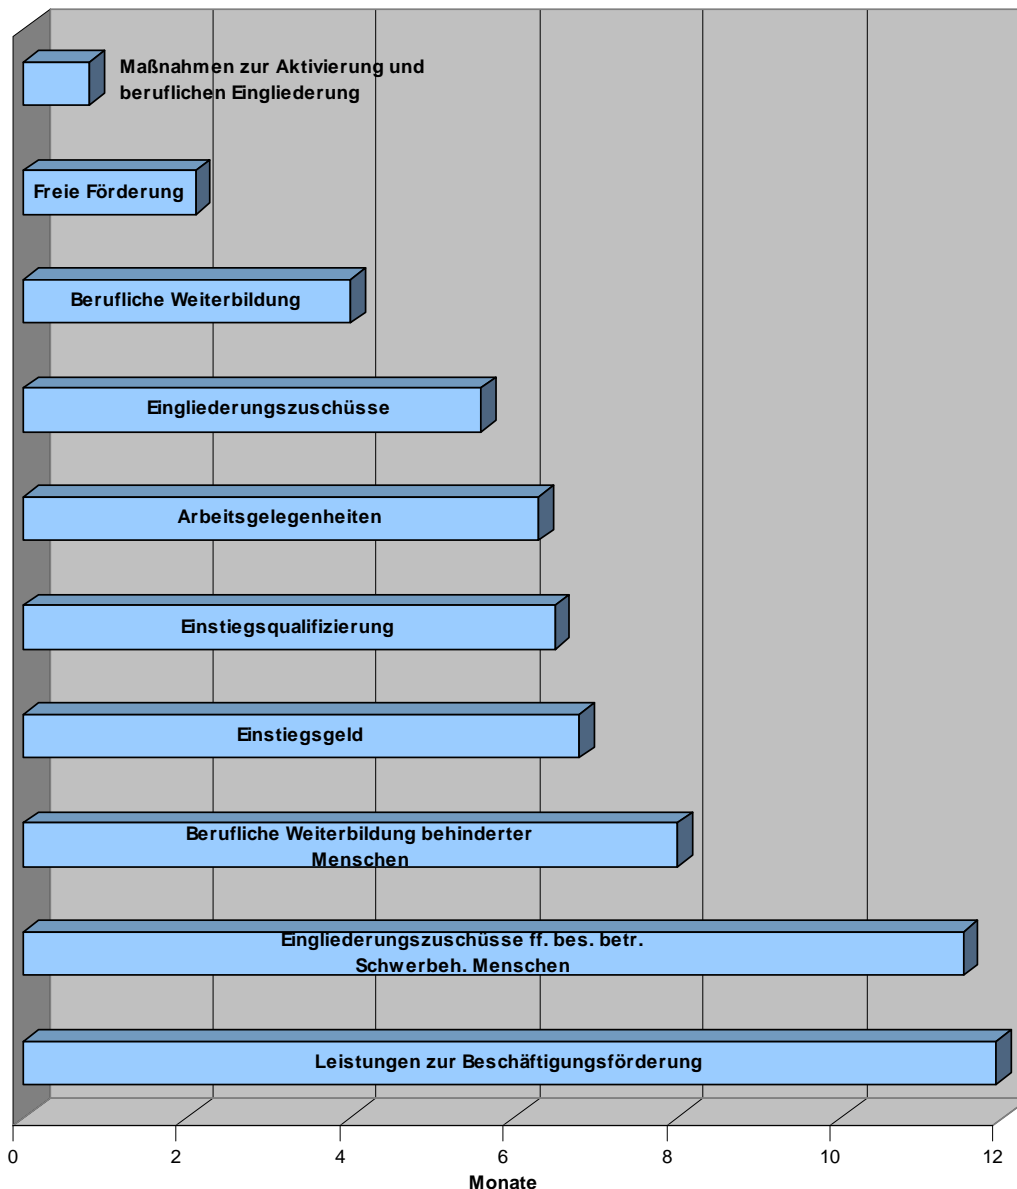 Maßnahmen zur Aktivierung und
beruflichen Eingliederung
Freie Förderung
Berufliche Weiterbildung
Eingliederungszuschüsse
Arbeitsgelegenheiten
Einstiegsqualifizierung
Einstiegsgeld
Berufliche Weiterbildung behinderter
Menschen
Eingliederungszuschüsse ff. bes. betr.
Schwerbeh. Menschen
Leistungen zur Beschäftigungsförderung
0 2 4 6 8 10 12
Monate